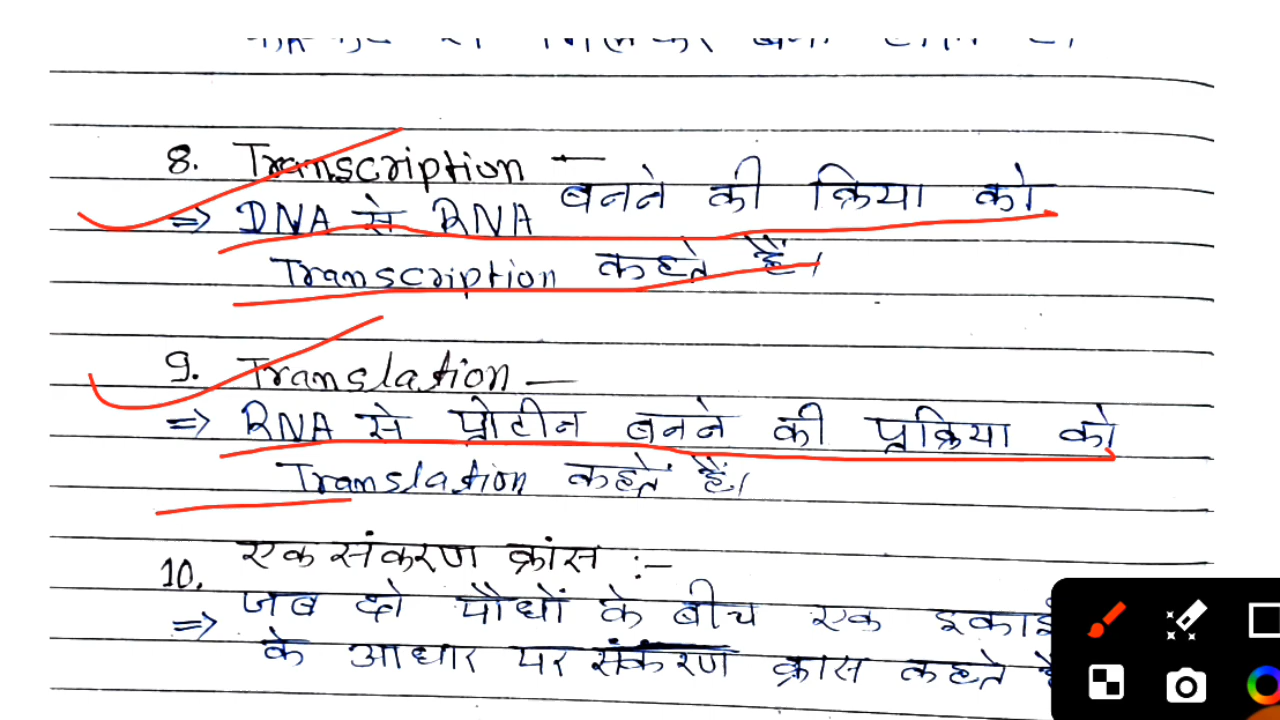 8. Transcription —
⇒ DNA से RNA बनने की क्रिया को
Transcription कहते हैं।
9. Translation —
⇒ RNA से प्रोटीन बनने की प्रक्रिया को
Translation कहतें हैं।
10. एक संकरण क्रांस :-
⇒ जब दो पौधों के बीच एक इकाई
के आधार पर संकरण क्रास कहते